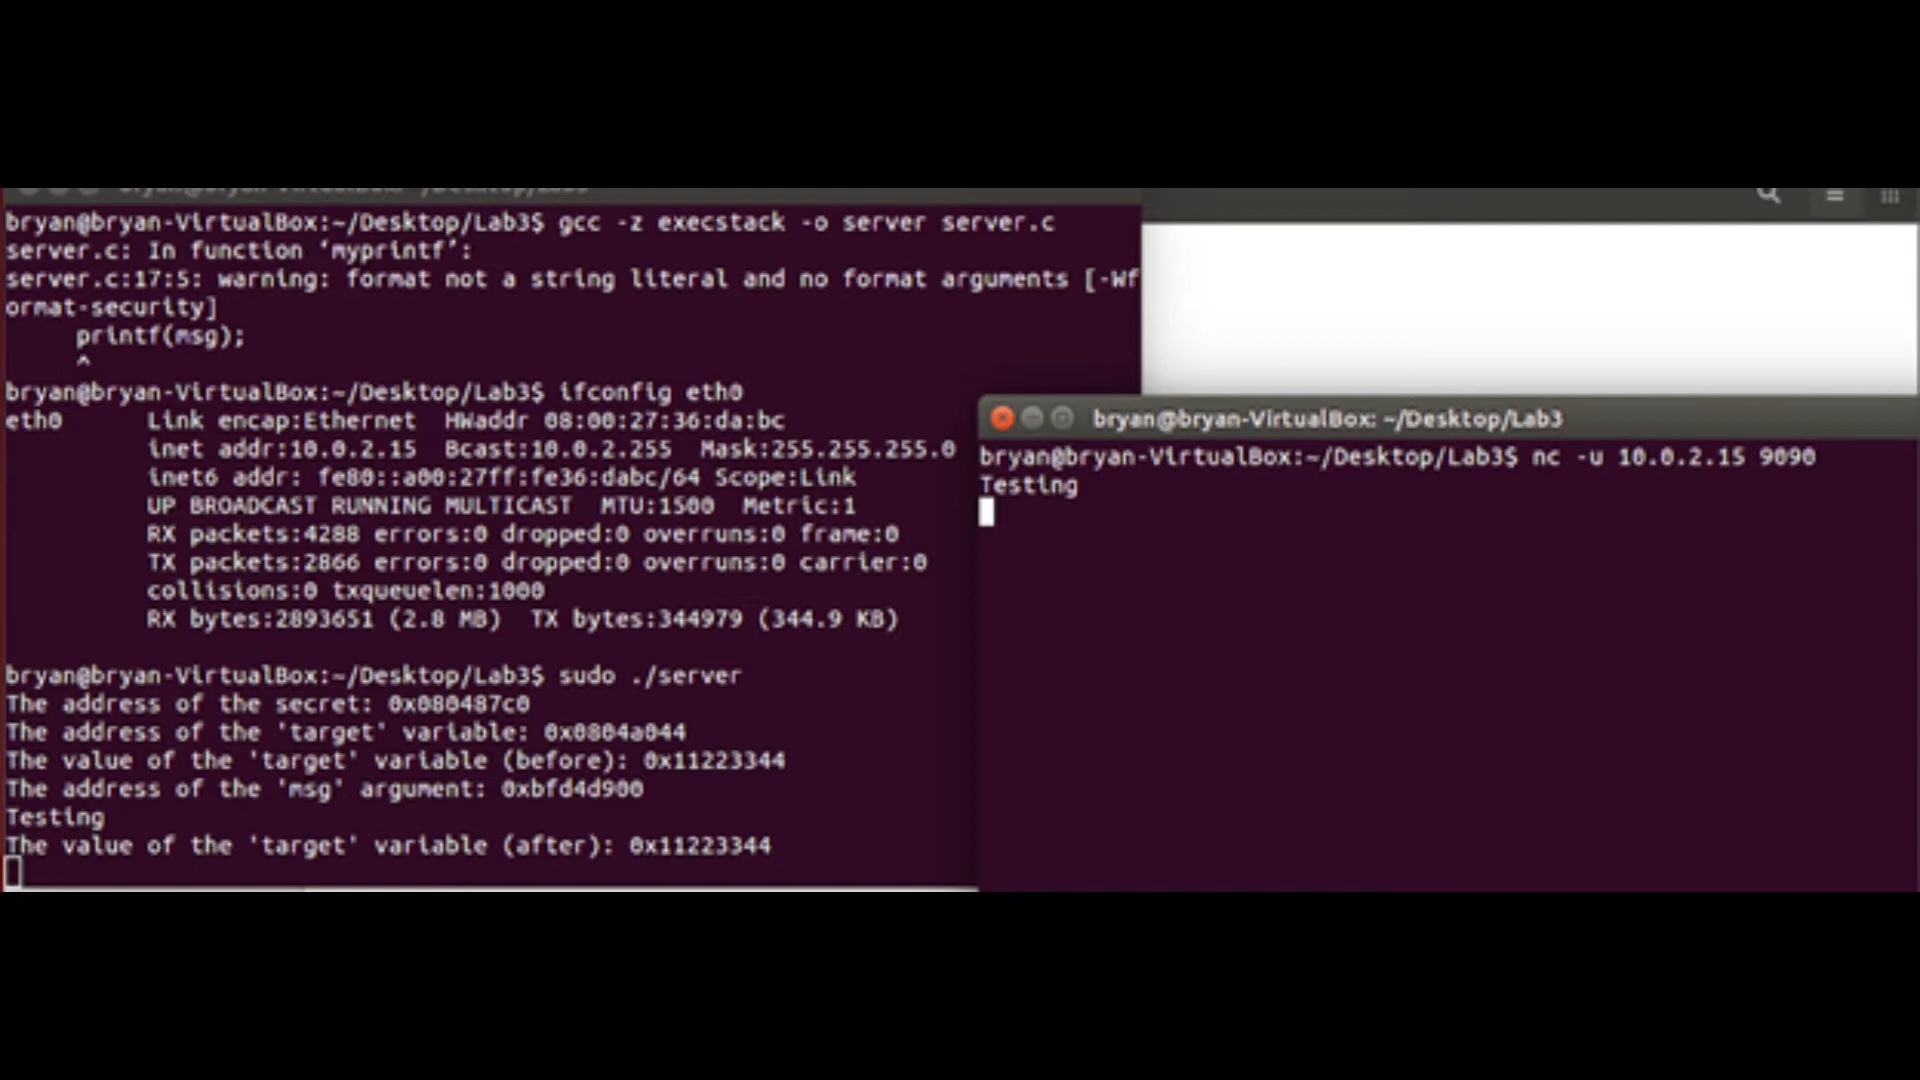 bryan@bryan-VirtualBox:~/Desktop/Lab3$ gcc -z execstack -o server server.c
server.c: In function ‘myprintf’:
server.c:17:5: warning: format not a string literal and no format arguments [-Wf
ormat-security]
printf(msg);
^
bryan@bryan-VirtualBox:~/Desktop/Lab3$ ifconfig eth0
eth0 Link encap:Ethernet HWaddr 08:00:27:36:da:bc
inet addr:10.0.2.15 Bcast:10.0.2.255 Mask:255.255.255.0
inet6 addr: fe80::a00:27ff:fe36:dabc/64 Scope:Link
UP BROADCAST RUNNING MULTICAST MTU:1500 Metric:1
RX packets:4288 errors:0 dropped:0 overruns:0 frame:0
TX packets:2866 errors:0 dropped:0 overruns:0 carrier:0
collisions:0 txqueuelen:1000
RX bytes:2893651 (2.8 MB) TX bytes:344979 (344.9 KB)
bryan@bryan-VirtualBox:~/Desktop/Lab3$ sudo ./server
The address of the secret: 0x080487c0
The address of the 'target' variable: 0x0804a044
The value of the 'target' variable (before): 0x11223344
The address of the 'msg' argument: 0xbfd4d900
Testing
The value of the 'target' variable (after): 0x11223344
bryan@bryan-VirtualBox: ~/Desktop/Lab3
bryan@bryan-VirtualBox:~/Desktop/Lab3$ nc -u 10.0.2.15 9090
Testing